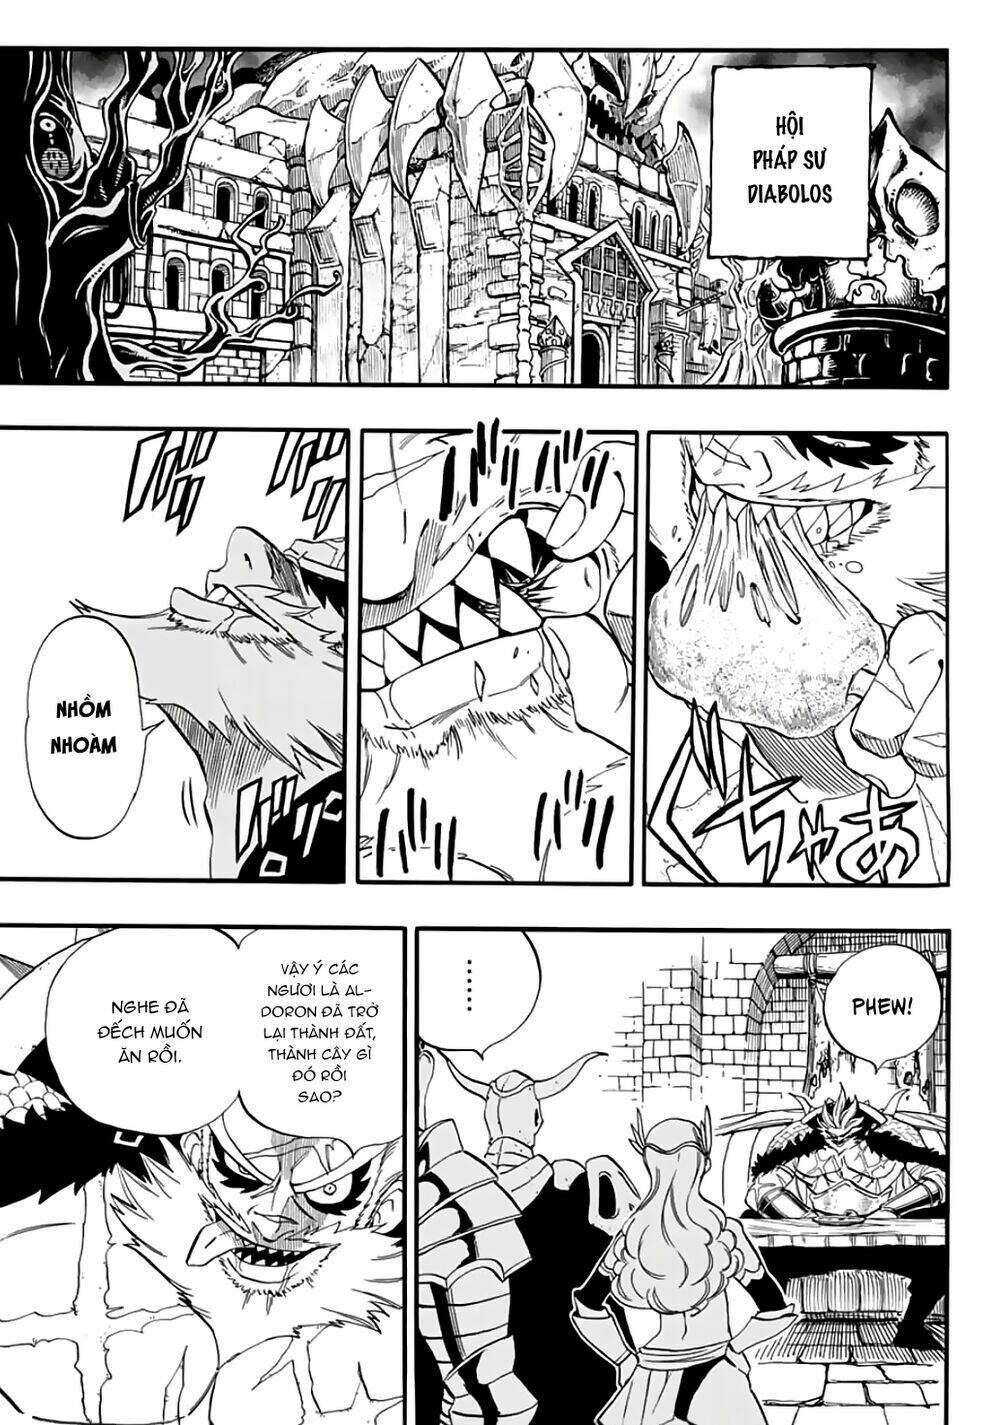 HỘI
PHÁP SƯ
DIABOLOS
くちゃあ
NHỒM
NHOÀM
PHEW!
........
VẬY Ý CÁC
NGƯƠI LÀ AL-
DORON ĐÃ TRỞ
LẠI THÀNH ĐẤT,
THÀNH CÂY GÌ
ĐÓ RỒI
SAO?
NGHE ĐÃ
ĐẾCH MUỐN
ĂN RỒI.